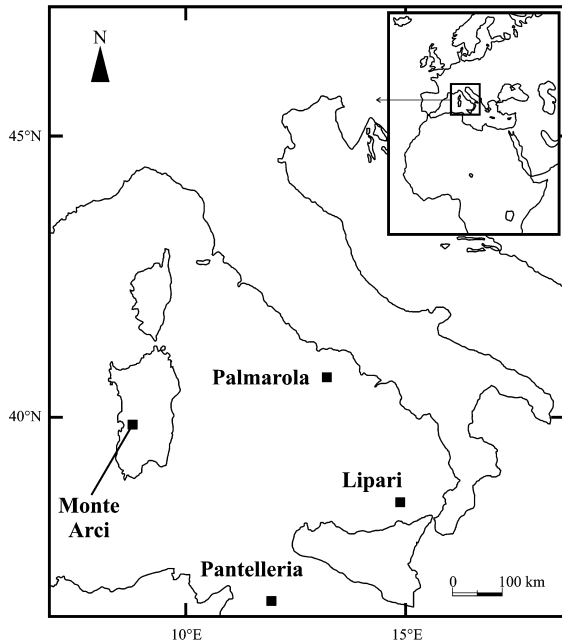 N
45°N
Palmarola
40°N
Lipari
Monte
Arci
Pantelleria
0 100 km
10°E 15°E